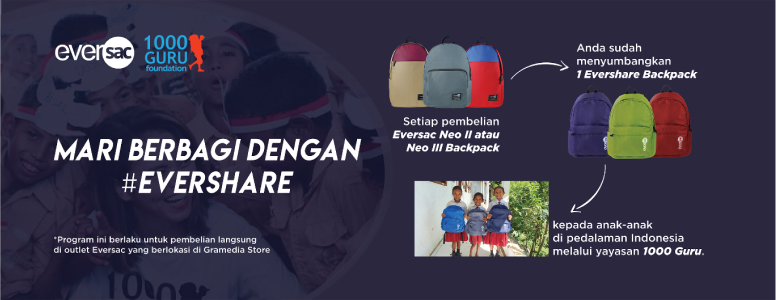 eversac
1000
GURU
foundation
MARI BERBAGI DENGAN
#EVERSHARE
*Program ini berlaku untuk pembelian langsung
di outlet Eversac yang berlokasi di Gramedia Store
Setiap pembelian
Eversac Neo II atau
Neo III Backpack
Anda sudah
menyumbangkan
1 Evershare Backpack
kepada anak-anak
di pedalaman Indonesia
melalui yayasan 1000 Guru.